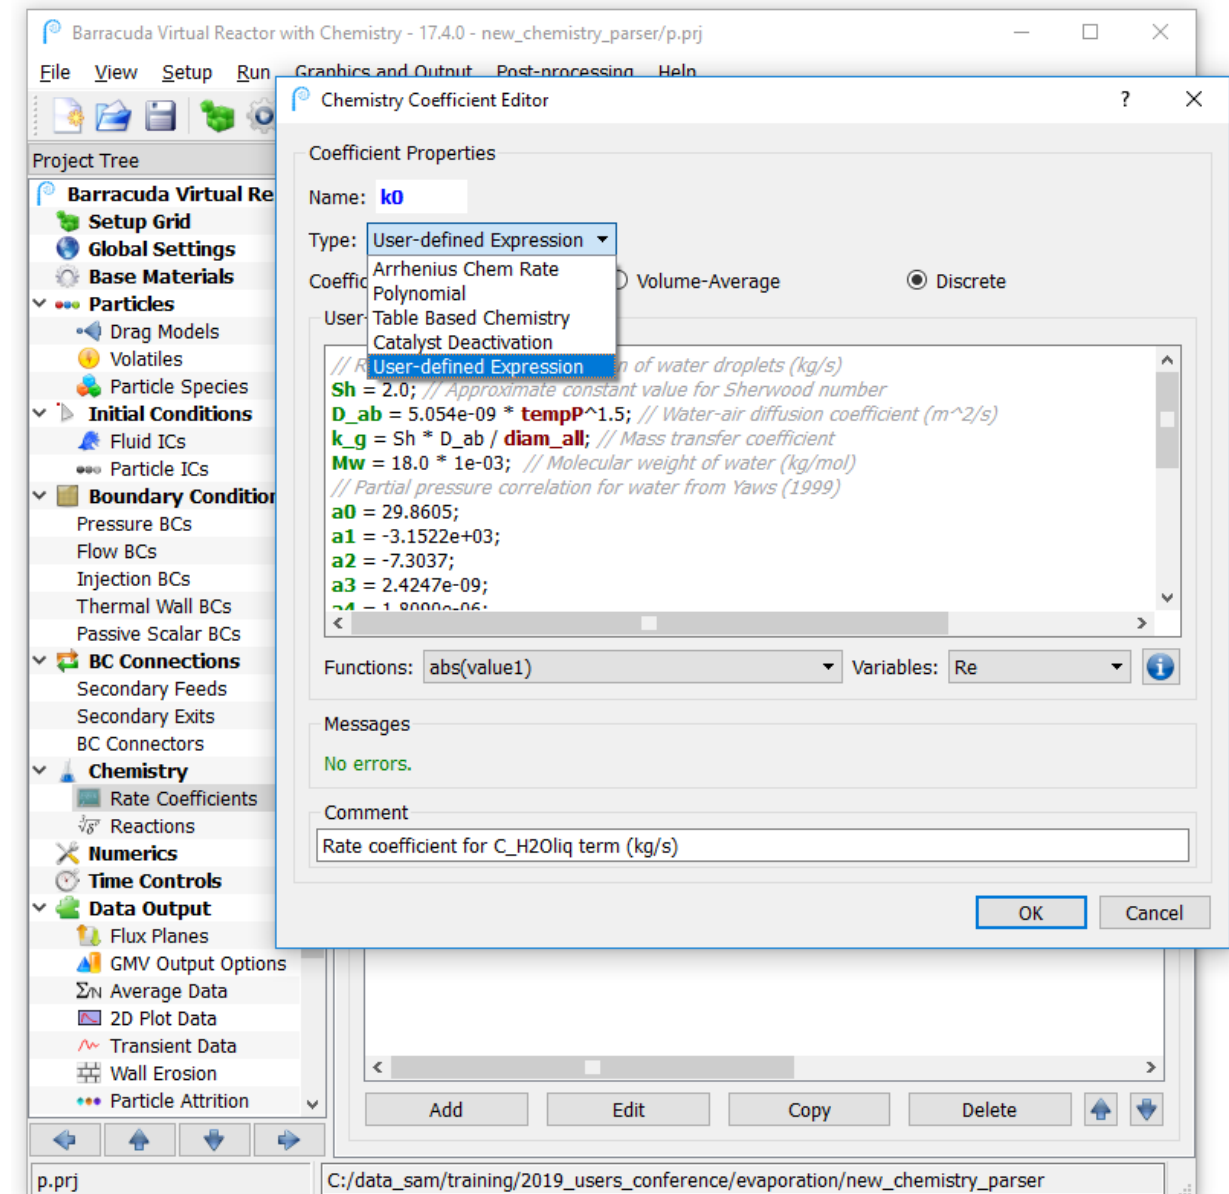 Barracuda Virtual Reactor with Chemistry - 17.4.0 - new_chemistry_parser/p.prj
File View Setup Run Graphics and Output Post-processing Help
Chemistry Coefficient Editor ?
Project Tree
Barracuda Virtual Re
Setup Grid
Global Settings
Base Materials
Particles
Drag Models
Volatiles
Particle Species
Initial Conditions
Fluid ICs
Particle ICs
Boundary Condition
Pressure BCs
Flow BCs
Injection BCs
Thermal Wall BCs
Passive Scalar BCs
BC Connections
Secondary Feeds
Secondary Exits
BC Connectors
Chemistry
Rate Coefficients
Reactions
Numerics
Time Controls
Data Output
Flux Planes
GMV Output Options
Σ/N Average Data
2D Plot Data
Transient Data
Wall Erosion
Particle Attrition
Coefficient Properties
Name: k0
Type: User-defined Expression
Arrhenius Chem Rate
Polynomial
Table Based Chemistry
Catalyst Deactivation
User-defined Expression
Coeffic
Volume-Average
Discrete
User-
// R n of water droplets (kg/s)
Sh = 2.0; // Approximate constant value for Sherwood number
D_ab = 5.054e-09 * tempP^1.5; // Water-air diffusion coefficient (m^2/s)
k_g = Sh * D_ab / diam_all; // Mass transfer coefficient
Mw = 18.0 * 1e-03; // Molecular weight of water (kg/mol)
// Partial pressure correlation for water from Yaws (1999)
a0 = 29.8605;
a1 = -3.1522e+03;
a2 = -7.3037;
a3 = 2.4247e-09;
a4 = 1.8090e-06;
Functions: abs(value1) Variables: Re
Messages
No errors.
Comment
Rate coefficient for C_H2Oliq term (kg/s)
OK Cancel
Add Edit Copy Delete
p.prj C:/data_sam/training/2019_users_conference/evaporation/new_chemistry_parser